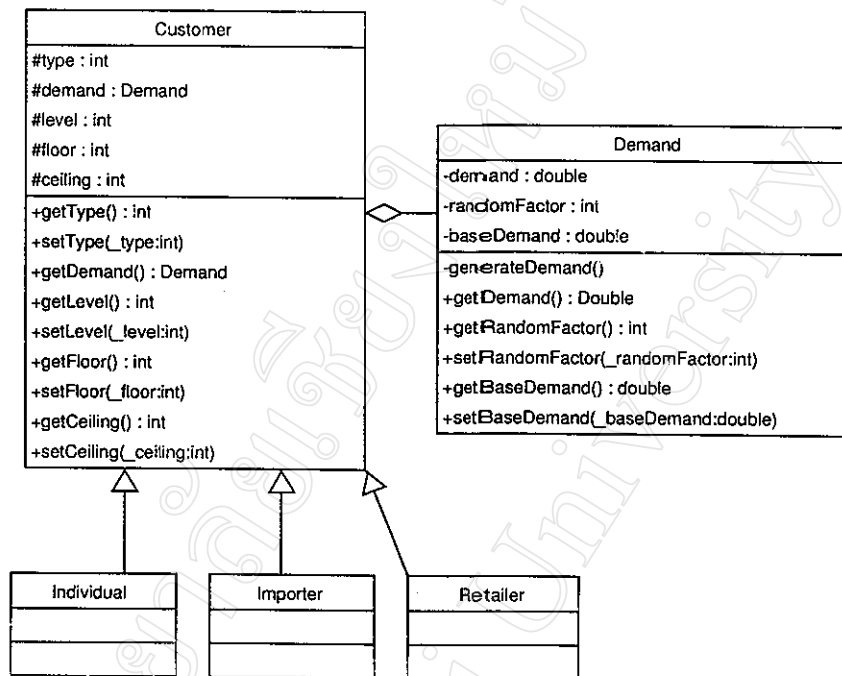 Customer
#type : int
#demand : Demand
#level : int
#floor : int
#ceiling : int
+getType() : int
+setType(_type:int)
+getDemand() : Demand
+getLevel() : int
+setLevel(_level:int)
+getFloor() : int
+setFloor(_floor:int)
+getCeiling() : int
+setCeiling(_ceiling:int)
Demand
-demand : double
-randomFactor : int
-baseDemand : double
-generateDemand()
+getDemand() : Double
+getRandomFactor() : int
+setRandomFactor(_randomFactor:int)
+getBaseDemand() : double
+setBaseDemand(_baseDemand:double)
Individual
Importer
Retailer
University
University